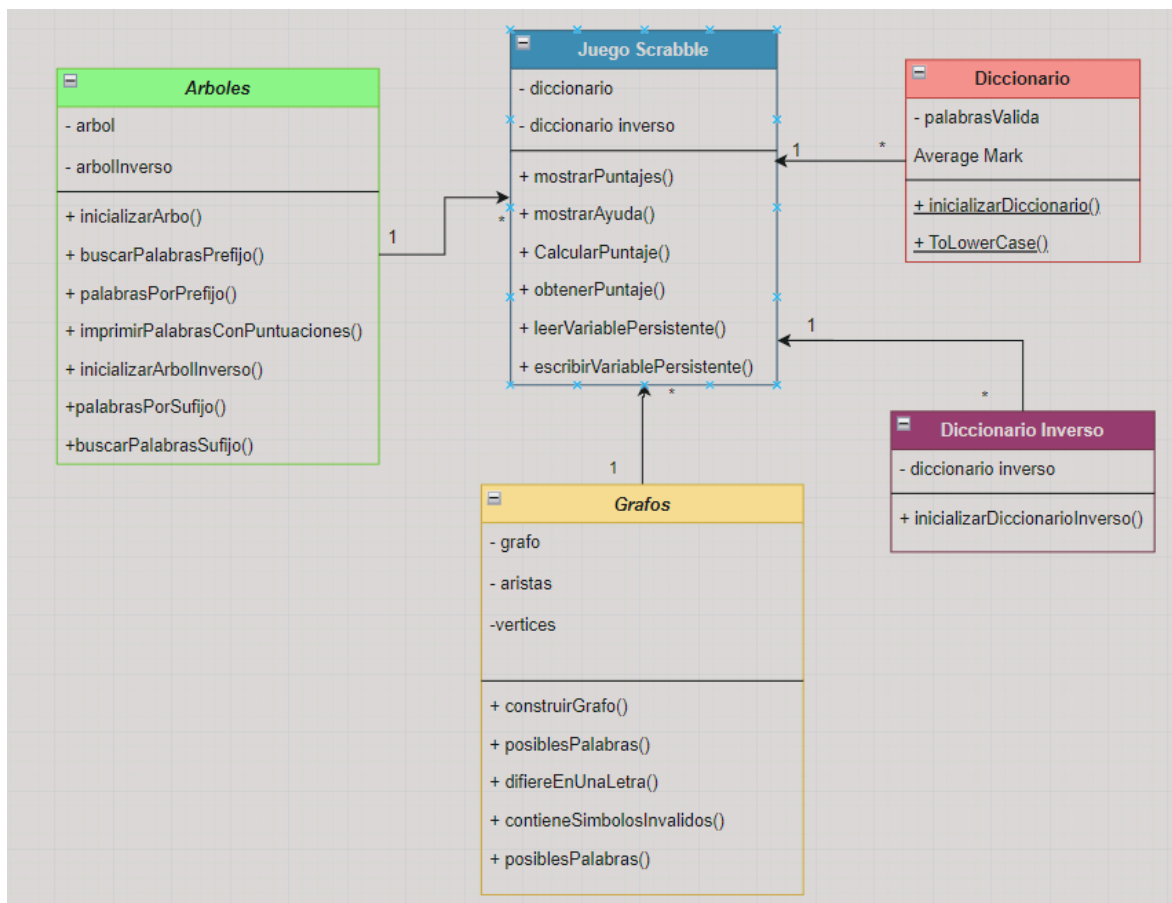 Arboles
- arbol
- arbolInverso
+ inicializarArbo()
+ buscarPalabrasPrefijo()
+ palabrasPorPrefijo()
+ imprimirPalabrasConPuntuaciones()
+ inicializarArbolInverso()
+palabrasPorSufijo()
+buscarPalabrasSufijo()
1
*
Juego Scrabble
- diccionario
- diccionario inverso
+ mostrarPuntajes()
+ mostrarAyuda()
+ CalcularPuntaje()
+ obtenerPuntaje()
+ leerVariablePersistente()
+ escribirVariablePersistente()
1
*
Diccionario
- palabrasValida
Average Mark
+ inicializarDiccionario()
+ ToLowerCase()
1
*
Diccionario Inverso
- diccionario inverso
+ inicializarDiccionarioInverso()
*
1
Grafos
- grafo
- aristas
-vertices
+ construirGrafo()
+ posiblesPalabras()
+ difiereEnUnaLetra()
+ contieneSimbolosInvalidos()
+ posiblesPalabras()